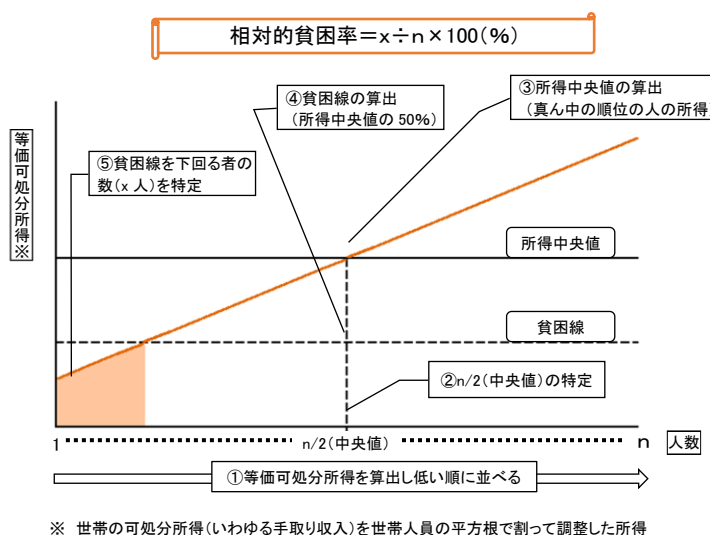 相対的貧困率＝x÷n×100(%)
④貧困線の算出
(所得中央値の 50%)
③所得中央値の算出
(真ん中の順位の人の所得)
等価可処分所得※
⑤貧困線を下回る者の
数(x 人)を特定
所得中央値
貧困線
②n/2(中央値)の特定
1 n/2(中央値) n 人数
①等価可処分所得を算出し低い順に並べる
※ 世帯の可処分所得(いわゆる手取り収入)を世帯人員の平方根で割って調整した所得